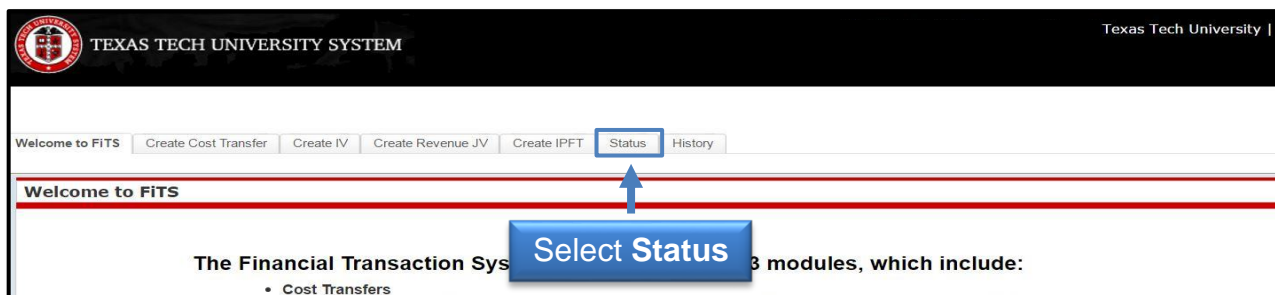 Texas Tech University |
TEXAS TECH UNIVERSITY SYSTEM
Welcome to FiTS Create Cost Transfer Create IV Create Revenue JV Create IPFT Status History
Welcome to FiTS
Select Status
The Financial Transaction Sys 3 modules, which include:
• Cost Transfers